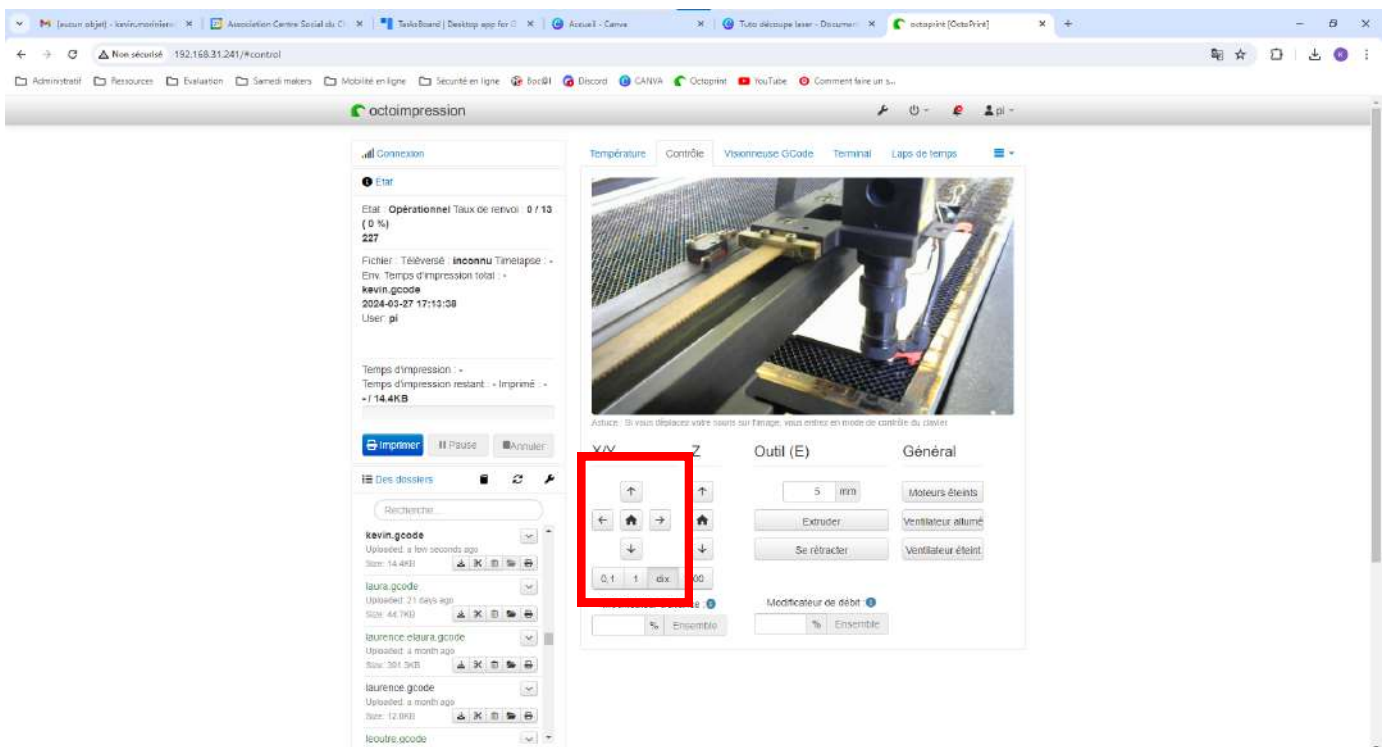 (aucun objet) - kevin.moriniere
Association Centre Social du Cl
TasksBoard | Desktop app for G
Accueil - Canva
Tuto découpe laser - Document
octoprint [OctoPrint]
Non sécurisé 192.168.31.241/#control
Administratif Ressources Evaluation Samedi makers Mobilité en ligne Sécurité en ligne Discord CANVA Octoprint YouTube Comment faire un s...
octoimpression
pi
Connexion
État
Température Contrôle Visionneuse GCode Terminal Laps de temps
Etat : Opérationnel Taux de renvoi : 0 / 13
( 0 %)
227
Fichier : Téléversé : inconnu Timelapse : -
Env. Temps d'impression total : -
kevin.gcode
2024-03-27 17:13:38
User: pi
Temps d'impression : -
Temps d'impression restant : - Imprimé : -
- / 14.4KB
Astuce : Si vous déplacez votre souris sur l'image, vous entrez en mode de contrôle du clavier
Imprimer Pause Annuler
X/Y Z Outil (E) Général
Des dossiers
Recherche...
5 mm
Moteurs éteints
Extruder
Ventilateur allumé
Se rétracter
Ventilateur éteint
0,1 1 dix 00
Modificateur de débit :
% Ensemble
% Ensemble
kevin.gcode
Uploaded: a few seconds ago
Size: 14.4KB
laura.gcode
Uploaded: 21 days ago
Size: 44.7KB
laurence elaura.gcode
Uploaded: a month ago
Size: 301.3KB
laurence.gcode
Uploaded: a month ago
Size: 12.0KB
leoutre.gcode